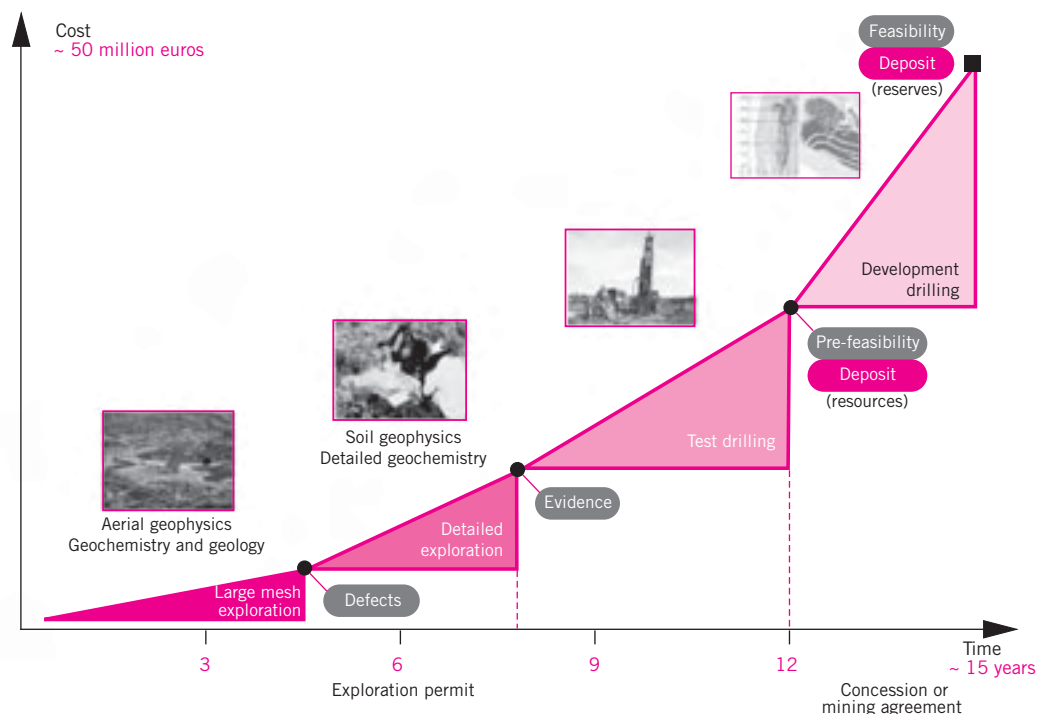 Cost
~ 50 million euros
Feasibility
Deposit
(reserves)
Development
drilling
Pre-feasibility
Deposit
(resources)
Test drilling
Soil geophysics
Detailed geochemistry
Evidence
Detailed
exploration
Aerial geophysics
Geochemistry and geology
Large mesh
exploration
Defects
3
6
9
12
Time
~ 15 years
Exploration permit
Concession or
mining agreement